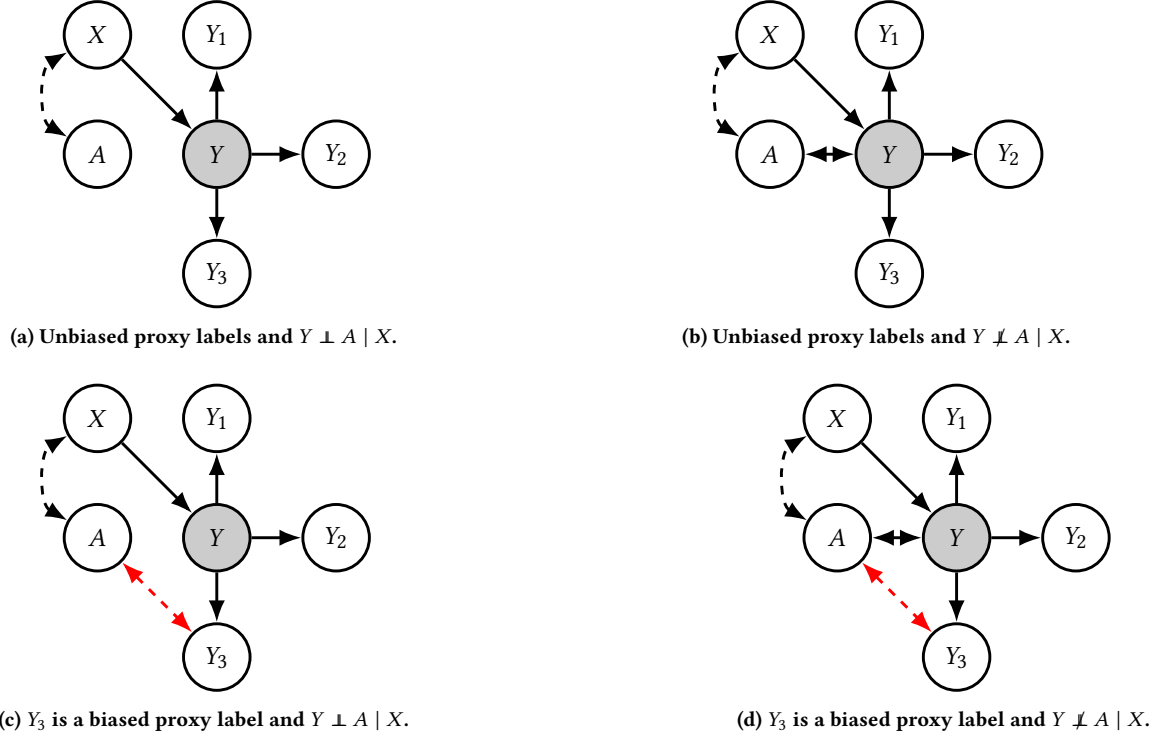 X
Y₁
A
Y
Y₂
Y₃
(a) Unbiased proxy labels and Y ⫫ A | X.
X
Y₁
A
Y
Y₂
Y₃
(b) Unbiased proxy labels and Y ⫫̸ A | X.
X
Y₁
A
Y
Y₂
Y₃
(c) Y₃ is a biased proxy label and Y ⫫ A | X.
X
Y₁
A
Y
Y₂
Y₃
(d) Y₃ is a biased proxy label and Y ⫫̸ A | X.